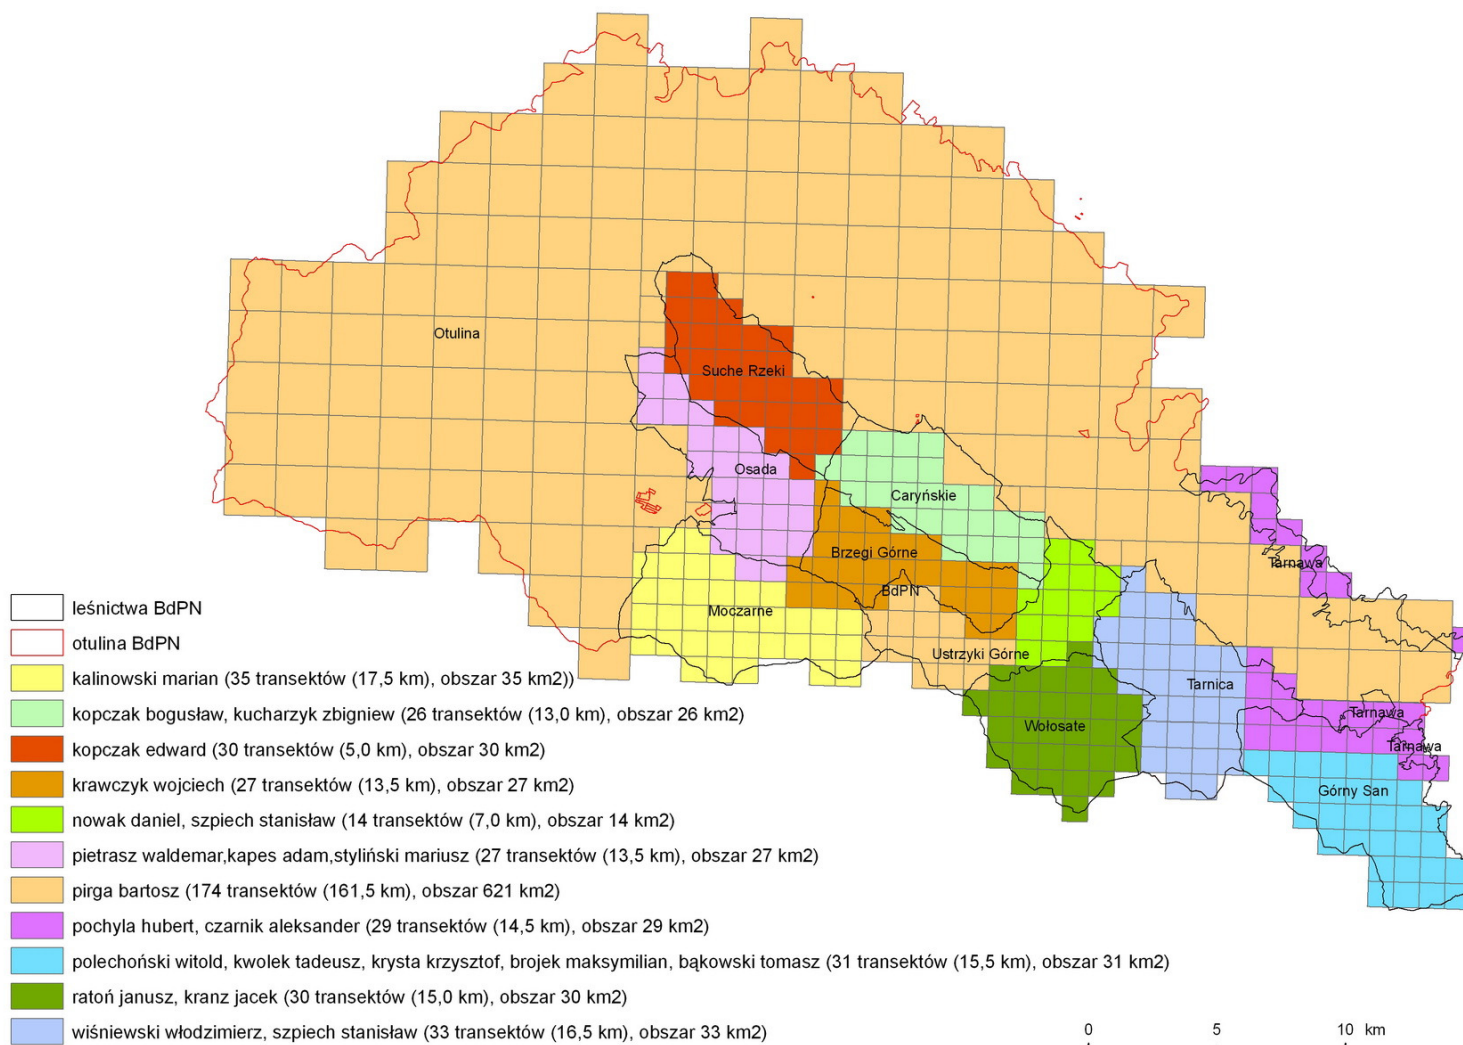 Otulina
Suche Rzeki
Osada
Caryńskie
Brzegi Górne
Tarnawa
BdPN
Moczarne
Ustrzyki Górne
Tarnica
Tarnawa
Wołosate
Tarnawa
Górny San
leśnictwa BdPN
otulina BdPN
kalinowski marian (35 transektów (17,5 km), obszar 35 km2))
kopczak bogusław, kucharzyk zbigniew (26 transektów (13,0 km), obszar 26 km2)
kopczak edward (30 transektów (5,0 km), obszar 30 km2)
krawczyk wojciech (27 transektów (13,5 km), obszar 27 km2)
nowak daniel, szpiech stanisław (14 transektów (7,0 km), obszar 14 km2)
pietrasz waldemar,kapes adam,styliński mariusz (27 transektów (13,5 km), obszar 27 km2)
pirga bartosz (174 transektów (161,5 km), obszar 621 km2)
pochyla hubert, czarnik aleksander (29 transektów (14,5 km), obszar 29 km2)
polechoński witold, kwolek tadeusz, krysta krzysztof, brojek maksymilian, bąkowski tomasz (31 transektów (15,5 km), obszar 31 km2)
ratoń janusz, kranz jacek (30 transektów (15,0 km), obszar 30 km2)
wiśniewski włodzimierz, szpiech stanisław (33 transektów (16,5 km), obszar 33 km2)
0 5 10 km